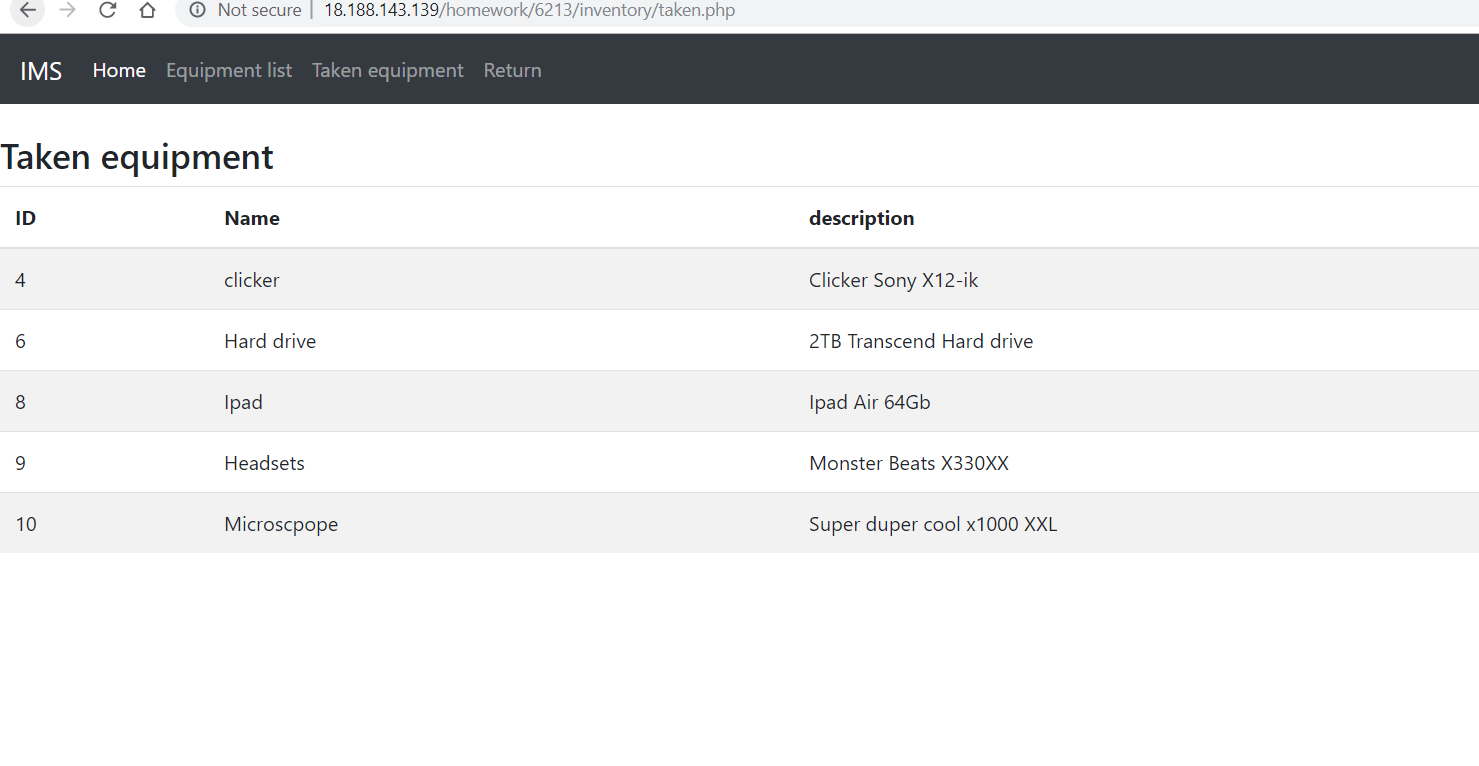 Not secure | 18.188.143.139/homework/6213/inventory/taken.php
IMS Home Equipment list Taken equipment Return
Taken equipment
ID Name description
4 clicker Clicker Sony X12-ik
6 Hard drive 2TB Transcend Hard drive
8 Ipad Ipad Air 64Gb
9 Headsets Monster Beats X330XX
10 Microscpope Super duper cool x1000 XXL